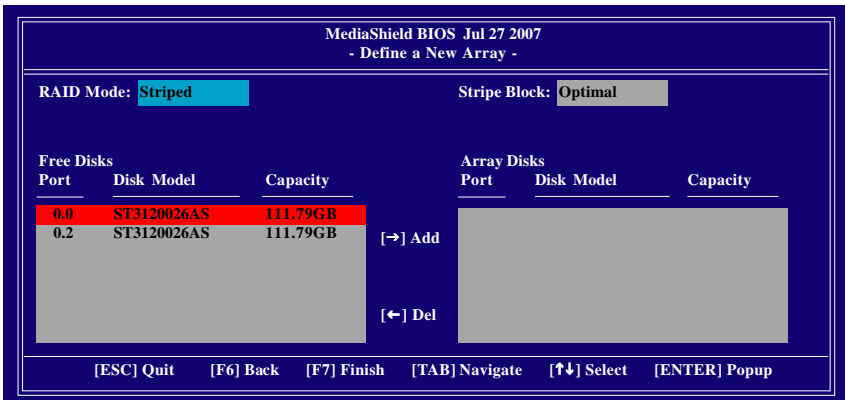 MediaShield BIOS Jul 27 2007
- Define a New Array -
RAID Mode: Striped
Stripe Block: Optimal
Free Disks
Port Disk Model Capacity
0.0 ST3120026AS 111.79GB
0.2 ST3120026AS 111.79GB
[→] Add
[←] Del
Array Disks
Port Disk Model Capacity
[ESC] Quit [F6] Back [F7] Finish [TAB] Navigate [↑↓] Select [ENTER] Popup